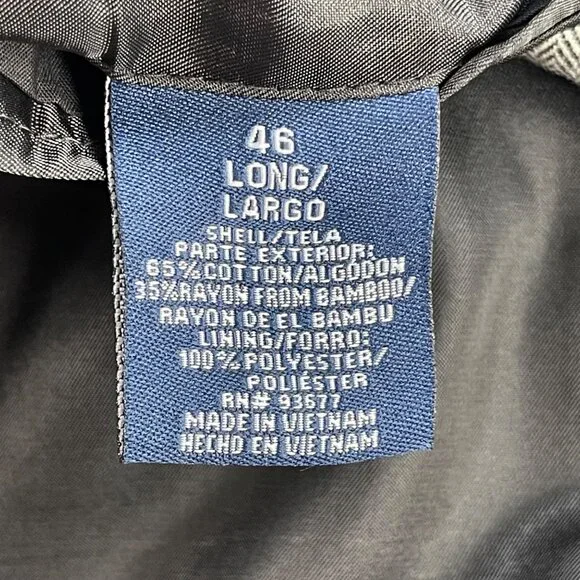 46
LONG/
LARGO
SHELL/TELA
PARTE EXTERIOR:
65%COTTON/ALGODON
35%RAYON FROM BAMBOO/
RAYON DE EL BAMBU
LINING/FORRO:
100%POLYESTER/
POLIESTER
RN# 93677
MADE IN VIETNAM
HECHO EN VIETNAM